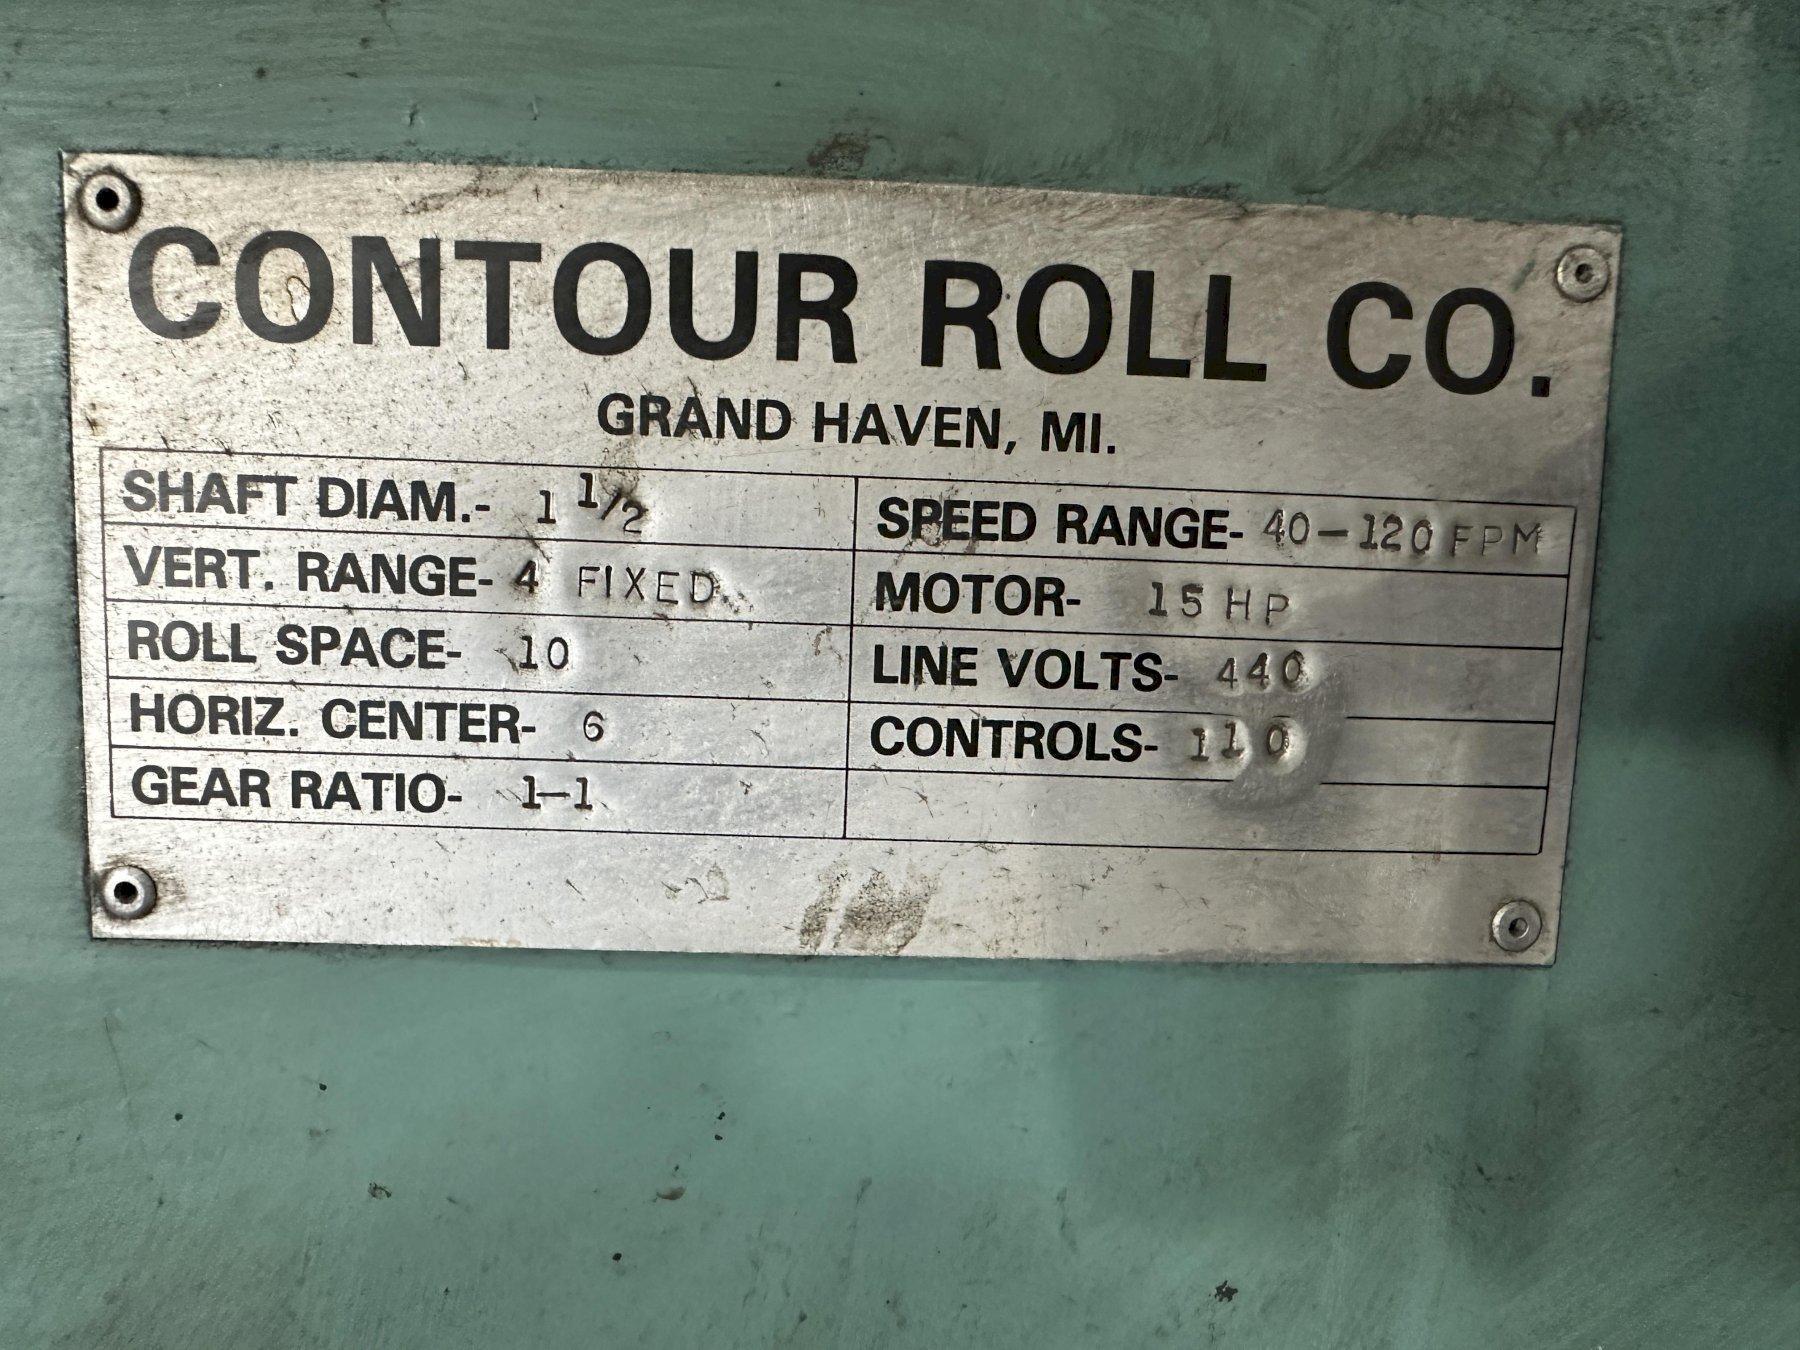 CONTOUR ROLL CO.
GRAND HAVEN, MI.
SHAFT DIAM.- 1 1/2
VERT. RANGE- 4 FIXED
ROLL SPACE- 10
HORIZ. CENTER- 6
GEAR RATIO- 1-1
SPEED RANGE- 40-120 FPM
MOTOR- 15 HP
LINE VOLTS- 440
CONTROLS- 110